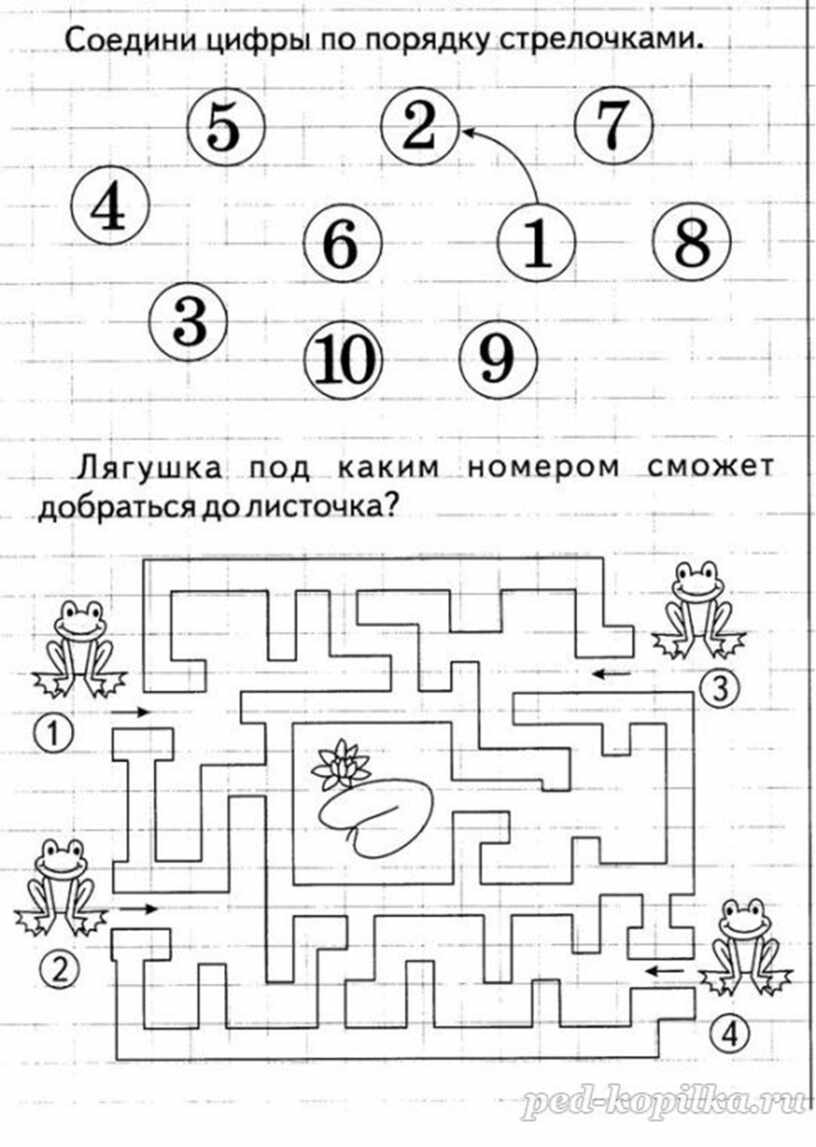 Соедини цифры по порядку стрелочками.
5 2 7
4
6 1 8
3
10 9
Лягушка под каким номером сможет
добраться до листочка?
3
1
2
4
ped-kopilka.ru